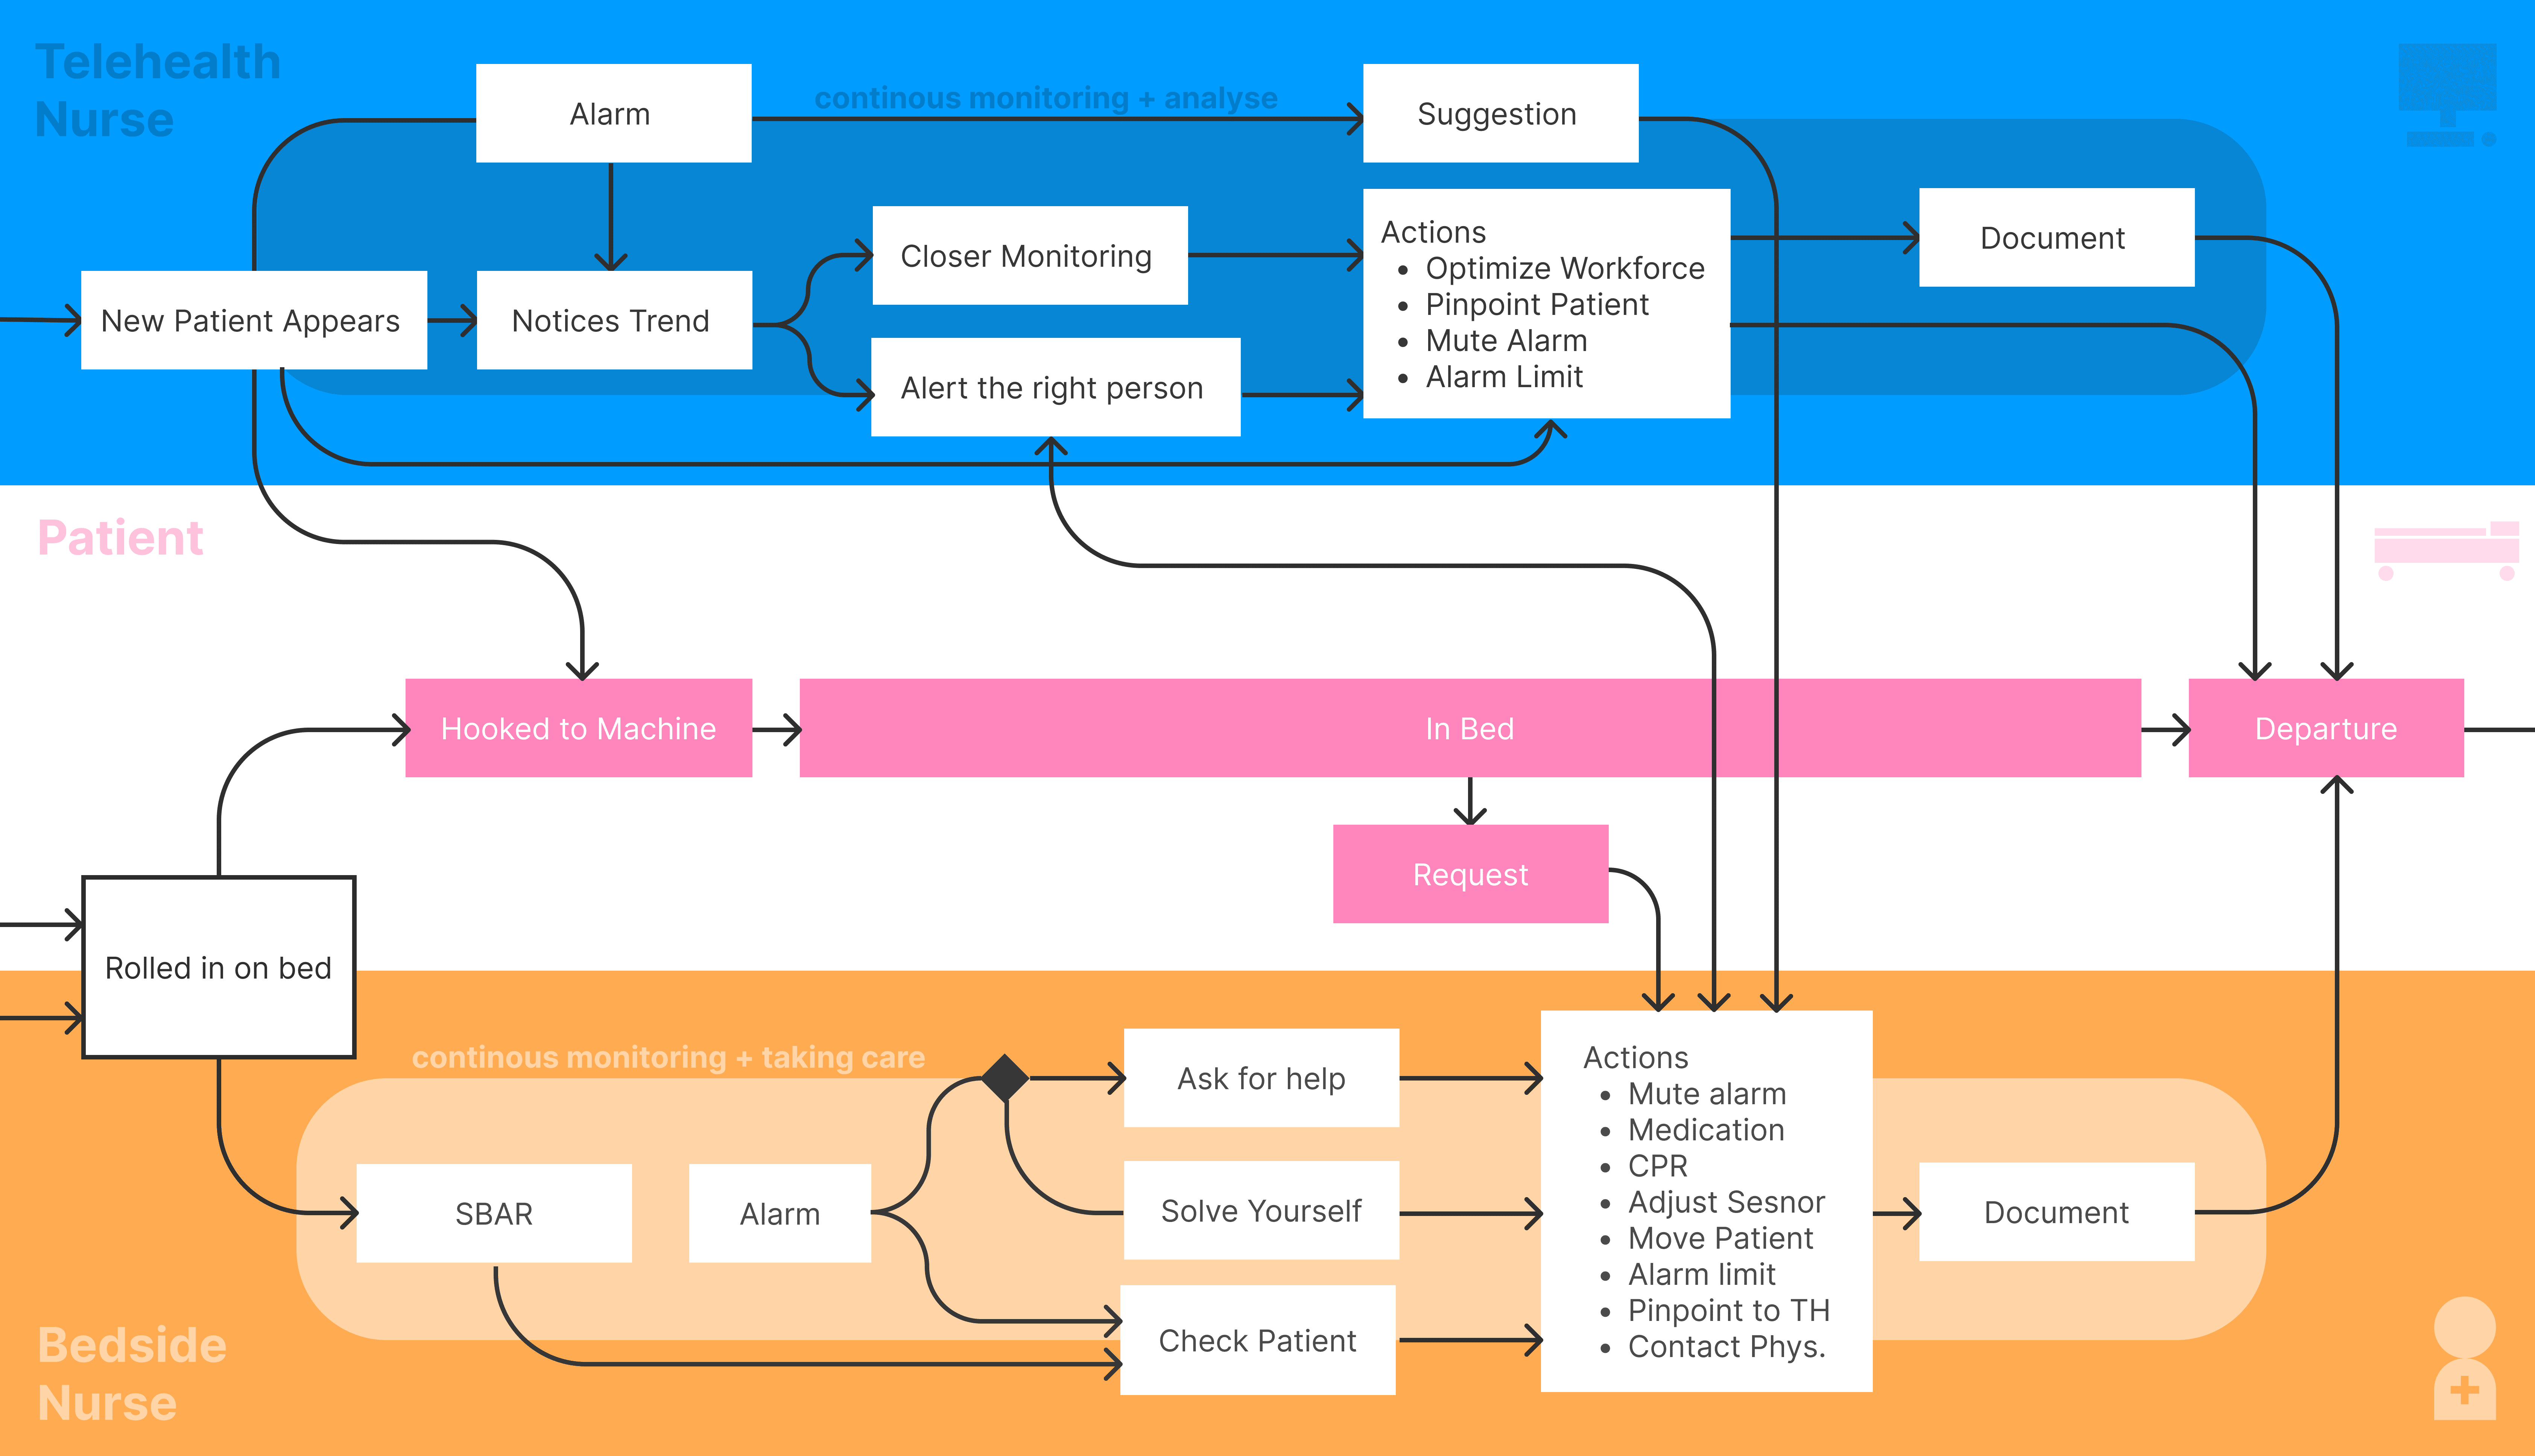 Telehealth
Nurse
Alarm
continous monitoring + analyse
Suggestion
New Patient Appears
Notices Trend
Closer Monitoring
Alert the right person
Actions
• Optimize Workforce
• Pinpoint Patient
• Mute Alarm
• Alarm Limit
Document
Patient
Hooked to Machine
In Bed
Departure
Request
Rolled in on bed
continous monitoring + taking care
SBAR
Alarm
Ask for help
Solve Yourself
Check Patient
Actions
• Mute alarm
• Medication
• CPR
• Adjust Sesnor
• Move Patient
• Alarm limit
• Pinpoint to TH
• Contact Phys.
Document
Bedside
Nurse